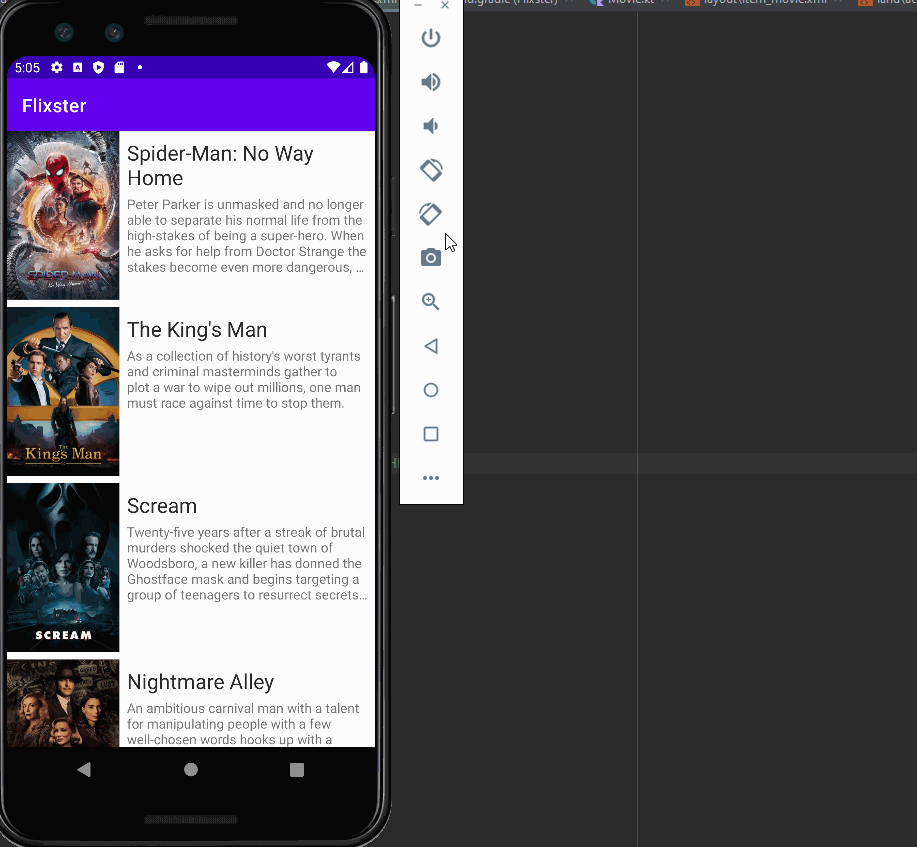 build.gradle (Flixster)
Movie.kt
layout\item_movie.xml
5:05
Flixster
Spider-Man: No Way
Home
Peter Parker is unmasked and no longer
able to separate his normal life from the
high-stakes of being a super-hero. When
he asks for help from Doctor Strange the
stakes become even more dangerous, …
SPIDER-MAN
No Way Home
The King's Man
As a collection of history's worst tyrants
and criminal masterminds gather to
plot a war to wipe out millions, one man
must race against time to stop them.
The
King's Man
Scream
Twenty-five years after a streak of brutal
murders shocked the quiet town of
Woodsboro, a new killer has donned the
Ghostface mask and begins targeting a
group of teenagers to resurrect secrets…
SCREAM
Nightmare Alley
An ambitious carnival man with a talent
for manipulating people with a few
well-chosen words hooks up with a